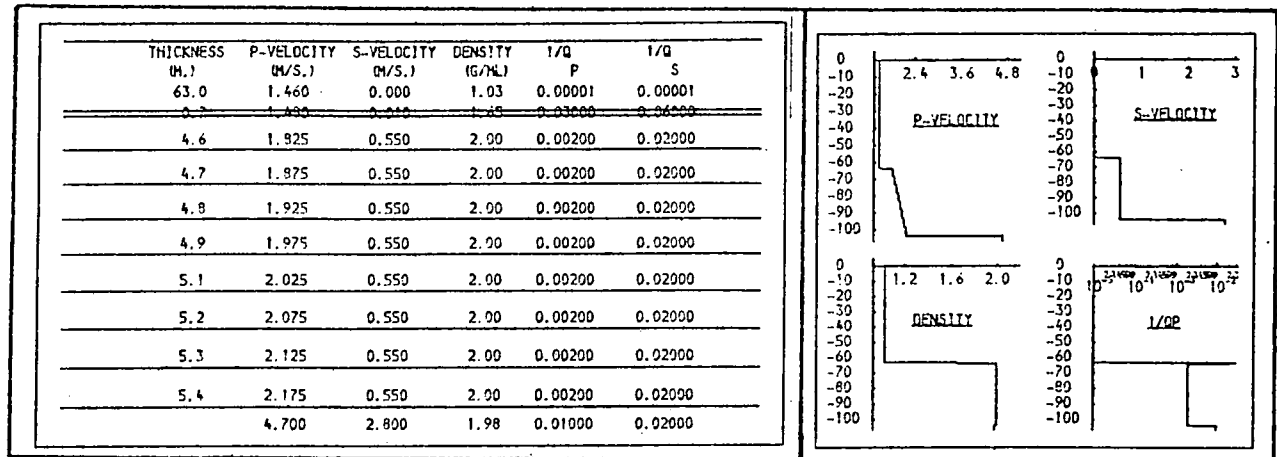 THICKNESS P-VELOCITY S-VELOCITY DENSITY 1/Q 1/Q
(M.) (M/S.) (M/S.) (G/ML) P S
63.0 1.460 0.000 1.03 0.00001 0.00001
4.6 1.825 0.550 2.00 0.00200 0.02000
4.7 1.875 0.550 2.00 0.00200 0.02000
4.8 1.925 0.550 2.00 0.00200 0.02000
4.9 1.975 0.550 2.00 0.00200 0.02000
5.1 2.025 0.550 2.00 0.00200 0.02000
5.2 2.075 0.550 2.00 0.00200 0.02000
5.3 2.125 0.550 2.00 0.00200 0.02000
5.4 2.175 0.550 2.00 0.00200 0.02000
4.700 2.800 1.98 0.01000 0.02000
0
-10
-20
-30
-40
-50
-60
-70
-80
-90
-100
2.4 3.6 4.8
P-VELOCITY
0
-10
-20
-30
-40
-50
-60
-70
-80
-90
-100
0 1 2 3
S-VELOCITY
0
-10
-20
-30
-40
-50
-60
-70
-80
-90
-100
1.2 1.6 2.0
DENSITY
0
-10
-20
-30
-40
-50
-60
-70
-80
-90
-100
1/QP